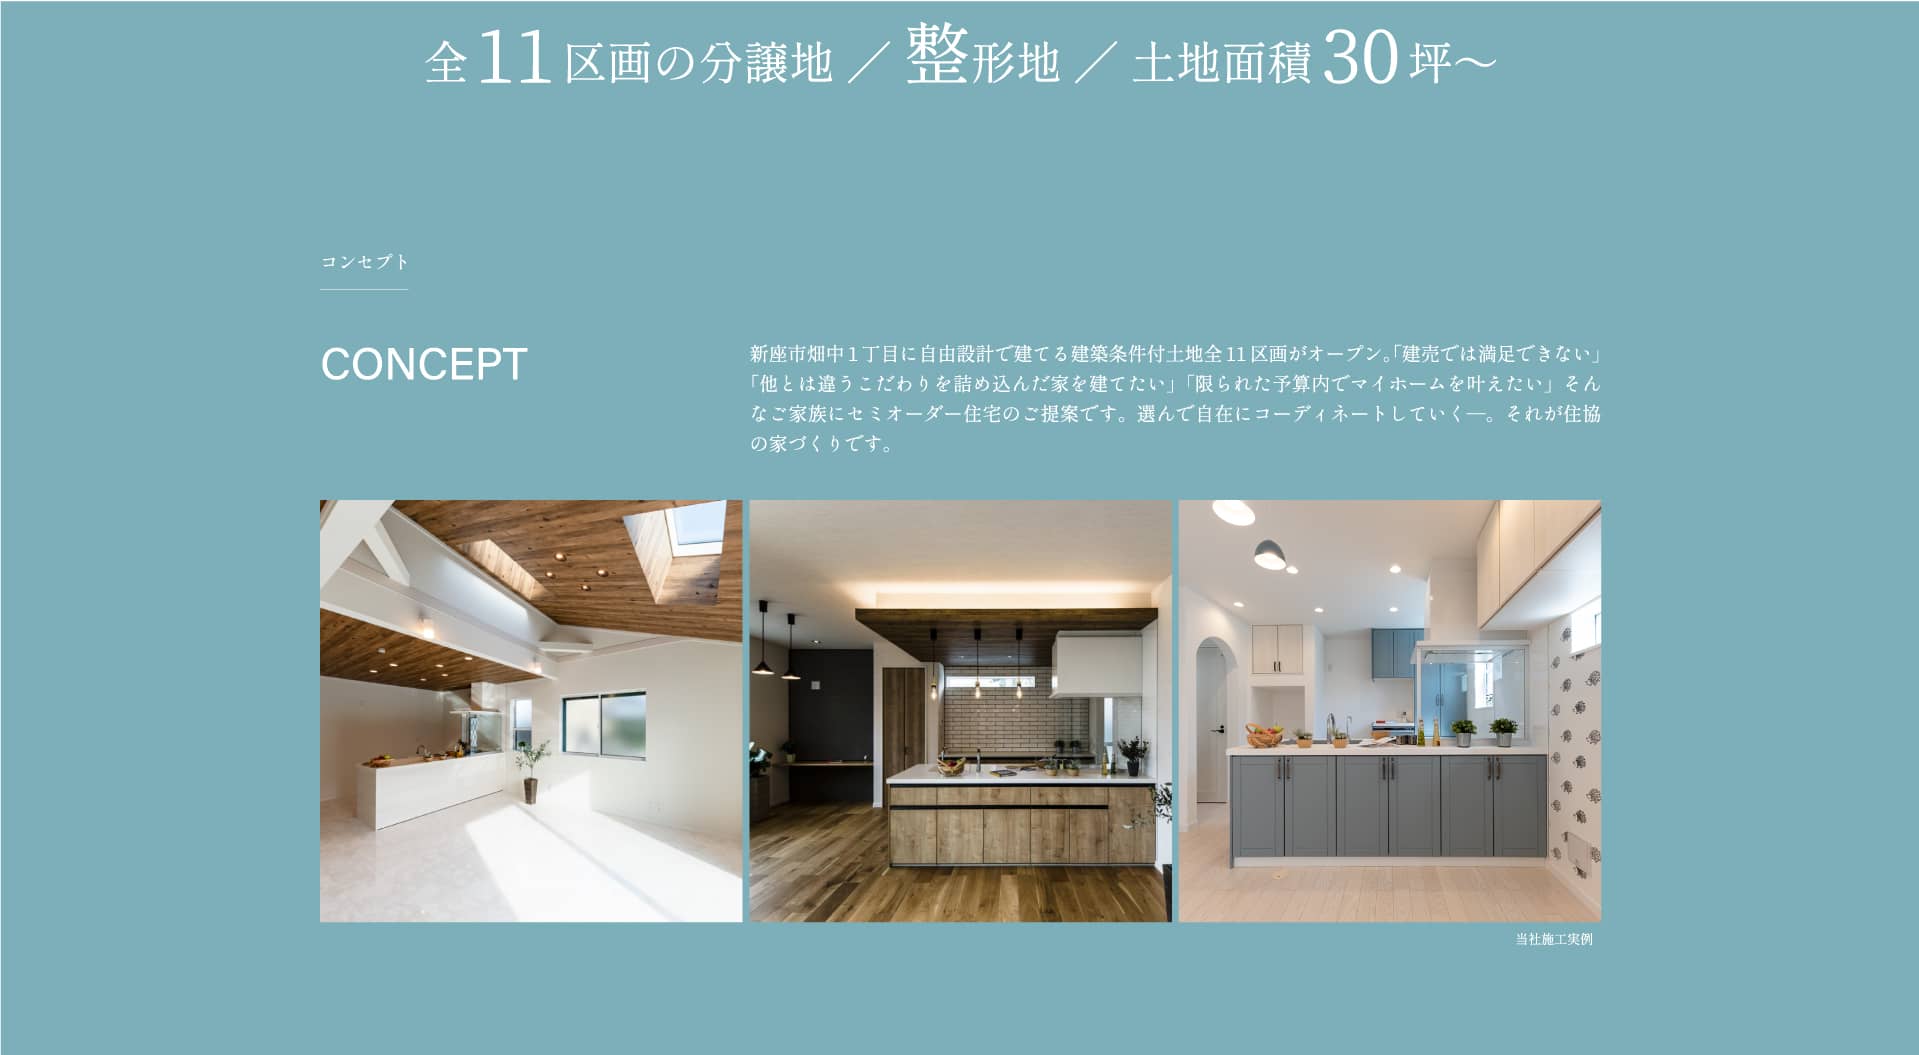 全11区画の分譲地 ／ 整形地 ／ 土地面積30坪〜
コンセプト
CONCEPT
新座市畑中１丁目に自由設計で建てる建築条件付土地全11区画がオープン。「建売では満足できない」
「他とは違うこだわりを詰め込んだ家を建てたい」「限られた予算内でマイホームを叶えたい」そん
なご家族にセミオーダー住宅のご提案です。選んで自在にコーディネートしていく―。それが住協
の家づくりです。
当社施工実例